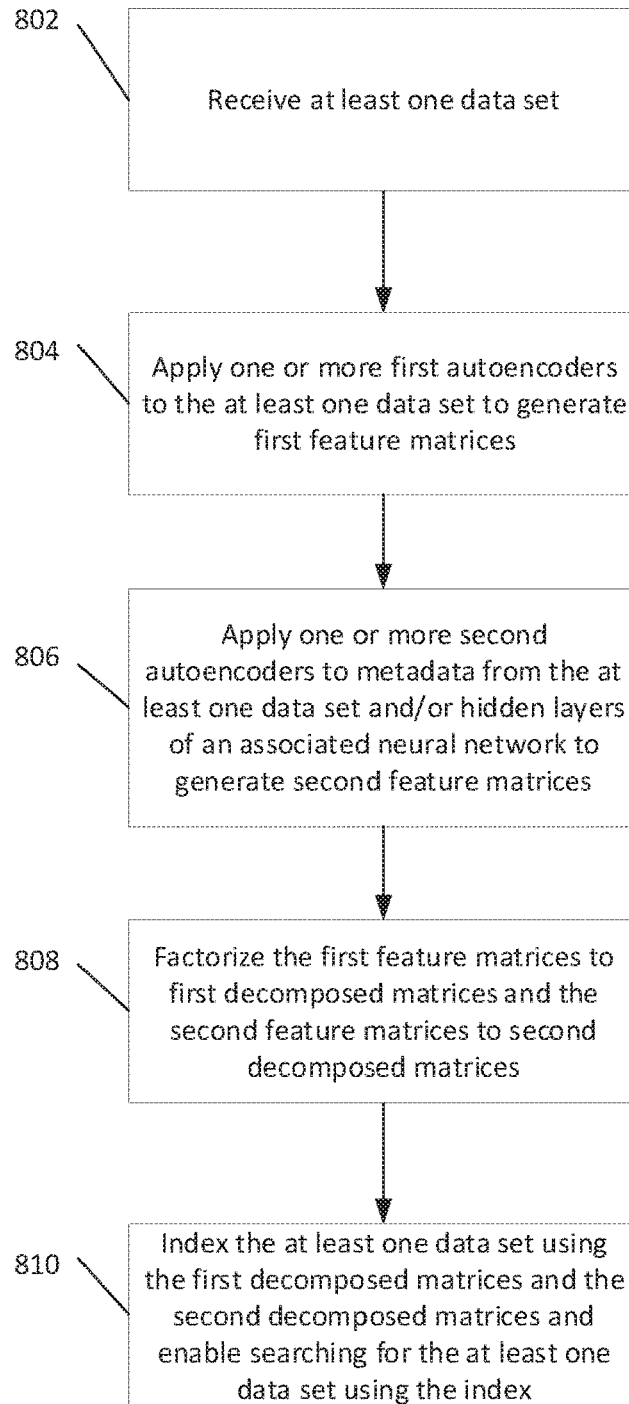 802
Receive at least one data set
804
Apply one or more first autoencoders
to the at least one data set to generate
first feature matrices
806
Apply one or more second
autoencoders to metadata from the at
least one data set and/or hidden layers
of an associated neural network to
generate second feature matrices
808
Factorize the first feature matrices to
first decomposed matrices and the
second feature matrices to second
decomposed matrices
810
Index the at least one data set using
the first decomposed matrices and the
second decomposed matrices and
enable searching for the at least one
data set using the index